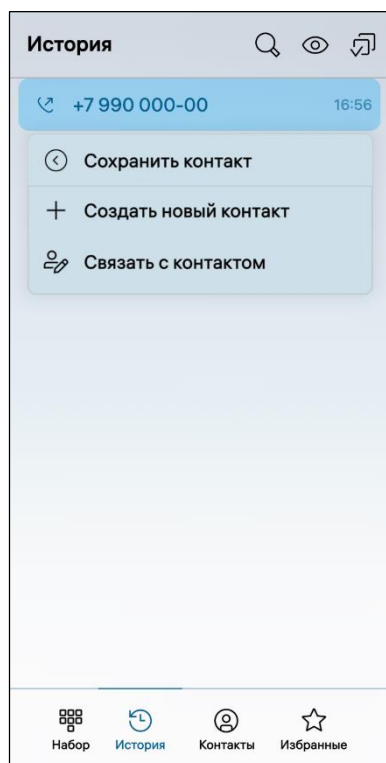 История
+7 990 000-00 16:56
Сохранить контакт
Создать новый контакт
Связать с контактом
Набор История Контакты Избранные